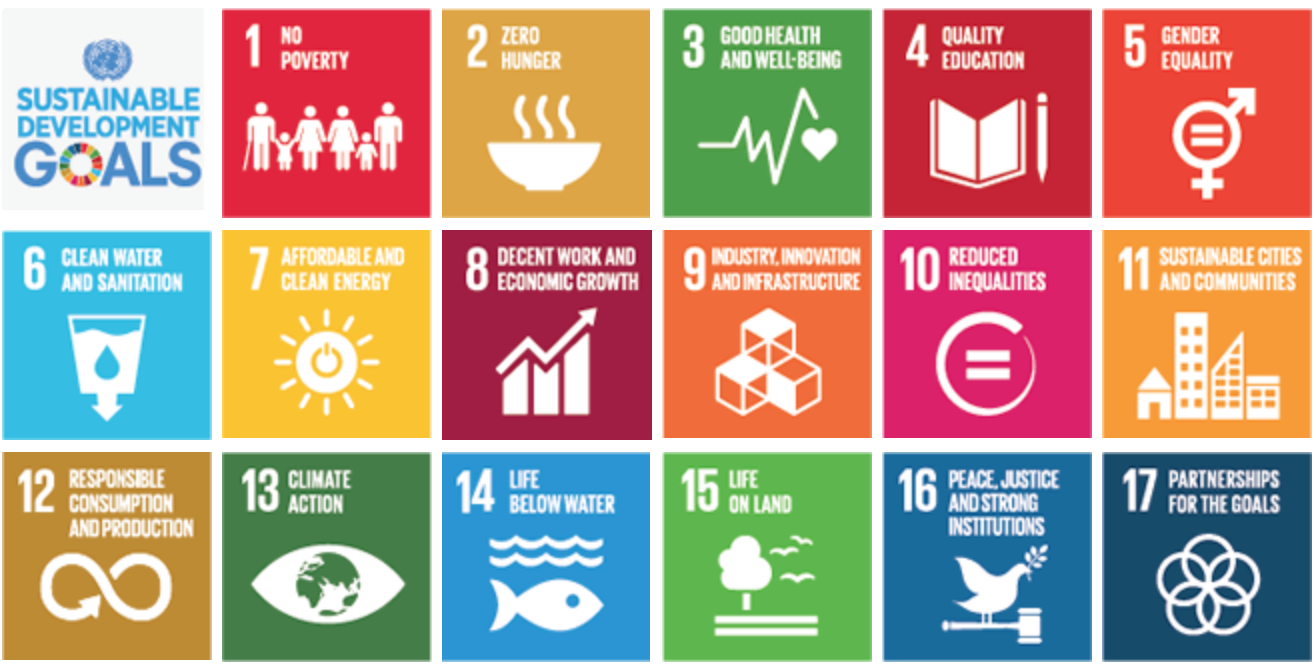 SUSTAINABLE
DEVELOPMENT
GOALS
1 NO
POVERTY
2 ZERO
HUNGER
3 GOOD HEALTH
AND WELL-BEING
4 QUALITY
EDUCATION
5 GENDER
EQUALITY
6 CLEAN WATER
AND SANITATION
7 AFFORDABLE AND
CLEAN ENERGY
8 DECENT WORK AND
ECONOMIC GROWTH
9 INDUSTRY, INNOVATION
AND INFRASTRUCTURE
10 REDUCED
INEQUALITIES
11 SUSTAINABLE CITIES
AND COMMUNITIES
12 RESPONSIBLE
CONSUMPTION
AND PRODUCTION
13 CLIMATE
ACTION
14 LIFE
BELOW WATER
15 LIFE
ON LAND
16 PEACE, JUSTICE
AND STRONG
INSTITUTIONS
17 PARTNERSHIPS
FOR THE GOALS